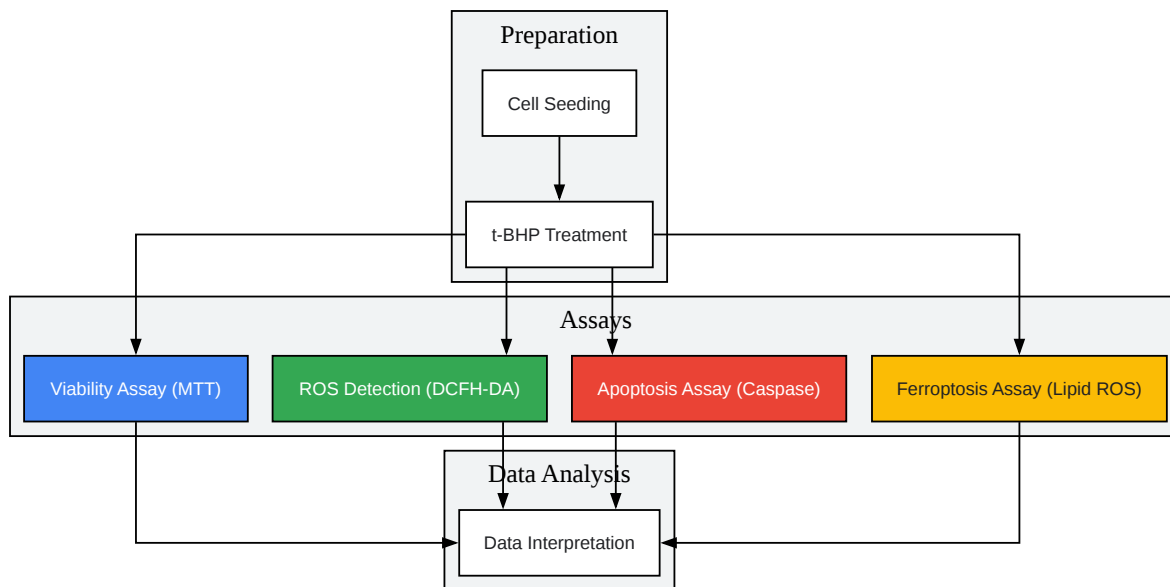 Preparation
Cell Seeding
t-BHP Treatment
Assays
Viability Assay (MTT)
ROS Detection (DCFH-DA)
Apoptosis Assay (Caspase)
Ferroptosis Assay (Lipid ROS)
Data Analysis
Data Interpretation